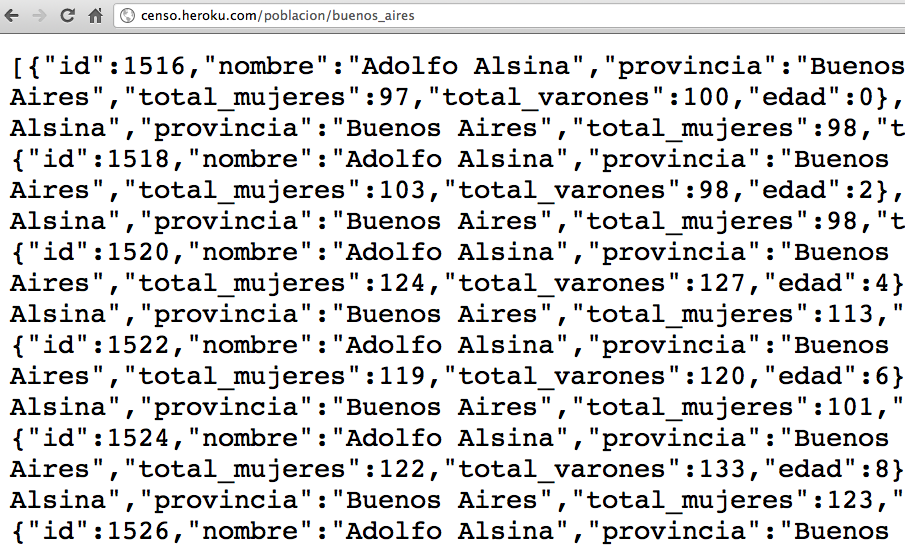 censo.heroku.com/poblacion/buenos_aires
[{"id":1516,"nombre":"Adolfo Alsina","provincia":"Buenos
Aires","total_mujeres":97,"total_varones":100,"edad":0},
Alsina","provincia":"Buenos Aires","total_mujeres":98,"t
{"id":1518,"nombre":"Adolfo Alsina","provincia":"Buenos
Aires","total_mujeres":103,"total_varones":98,"edad":2},
Alsina","provincia":"Buenos Aires","total_mujeres":98,"t
{"id":1520,"nombre":"Adolfo Alsina","provincia":"Buenos
Aires","total_mujeres":124,"total_varones":127,"edad":4}
Alsina","provincia":"Buenos Aires","total_mujeres":113,"
{"id":1522,"nombre":"Adolfo Alsina","provincia":"Buenos
Aires","total_mujeres":119,"total_varones":120,"edad":6}
Alsina","provincia":"Buenos Aires","total_mujeres":101,"
{"id":1524,"nombre":"Adolfo Alsina","provincia":"Buenos
Aires","total_mujeres":122,"total_varones":133,"edad":8}
Alsina","provincia":"Buenos Aires","total_mujeres":123,"
{"id":1526,"nombre":"Adolfo Alsina","provincia":"Buenos